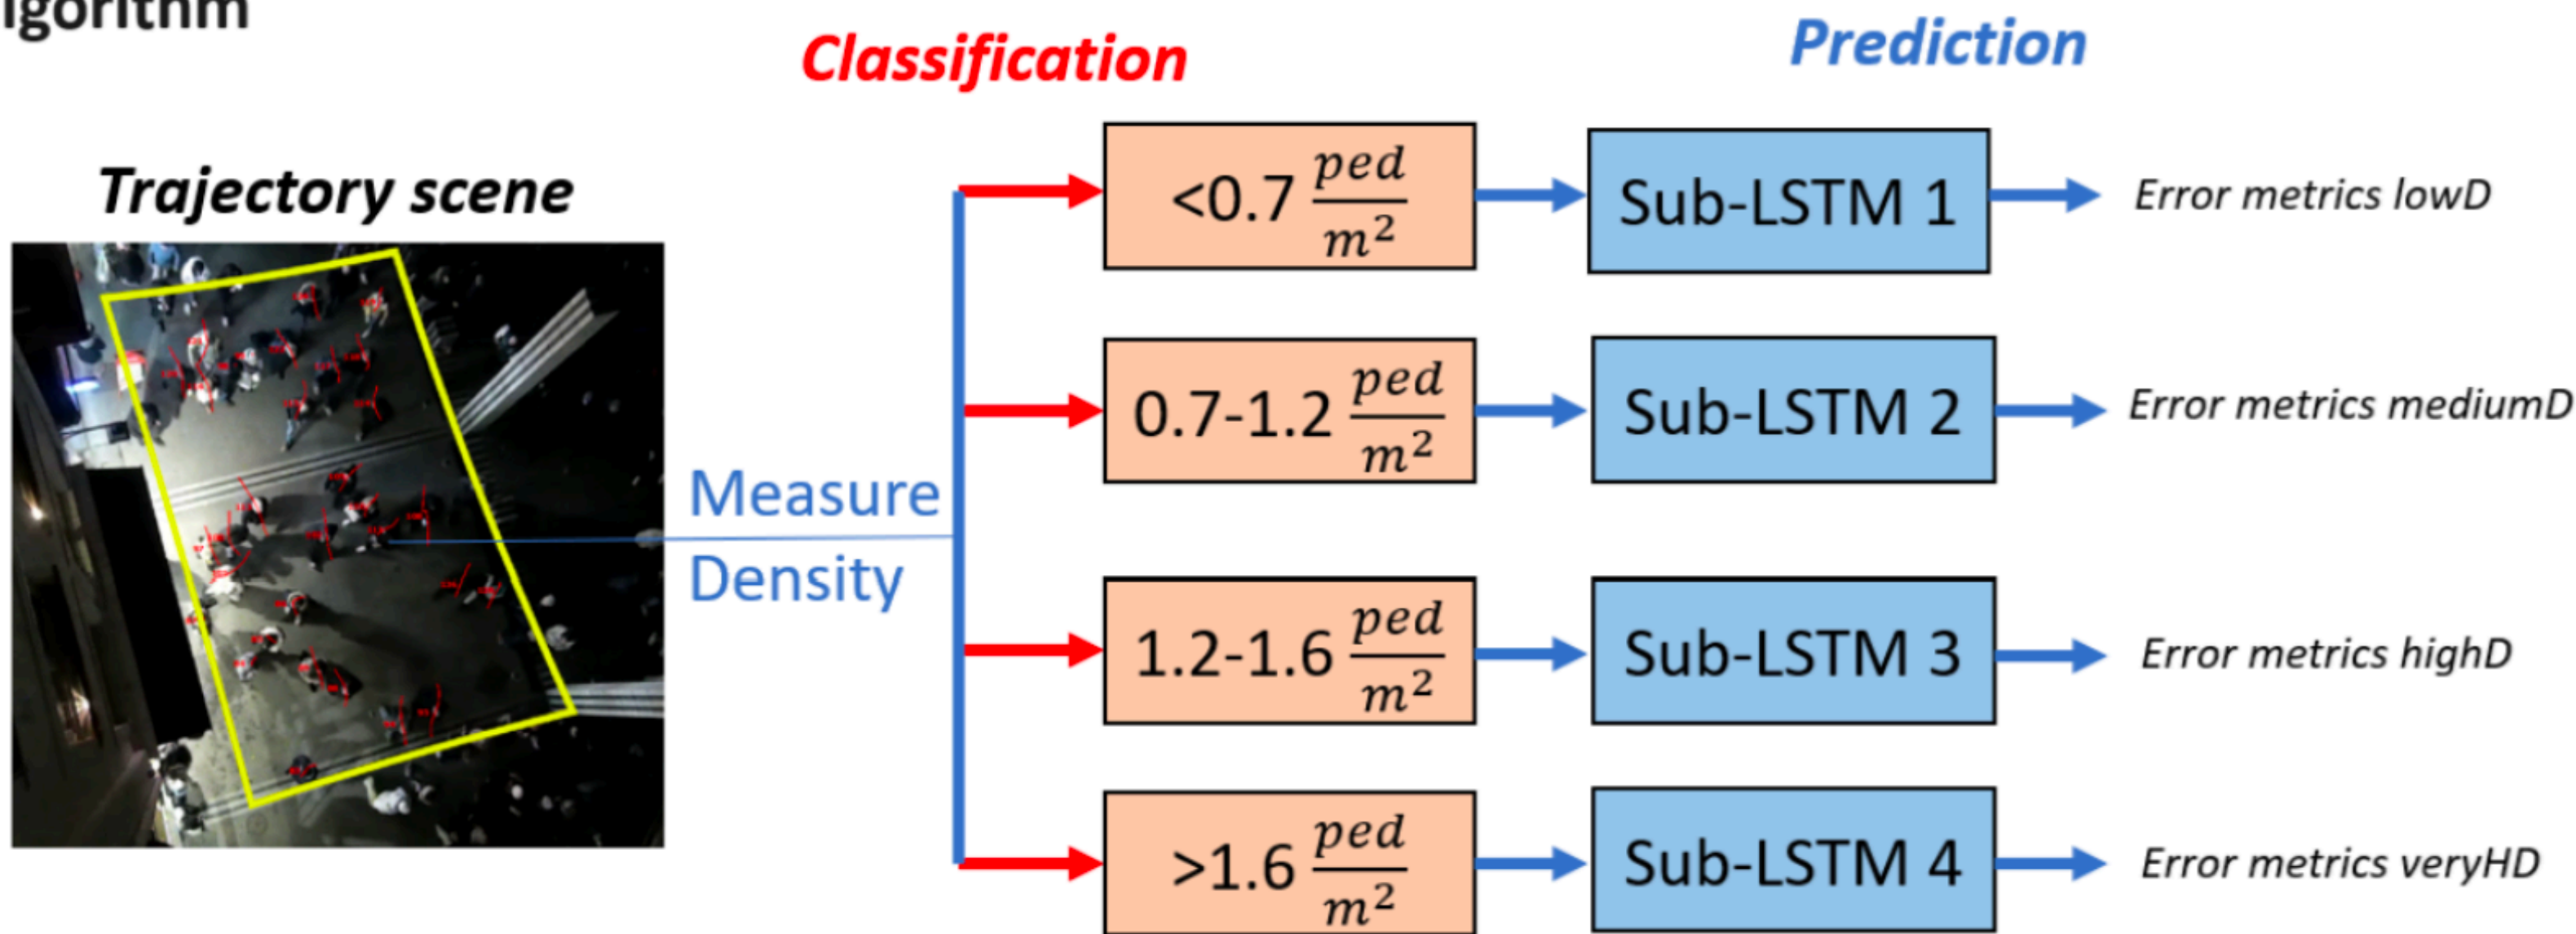 lgorithm
Classification
Prediction
Trajectory scene
<0.7 ped/m²
Sub-LSTM 1
Error metrics lowD
0.7-1.2 ped/m²
Sub-LSTM 2
Error metrics mediumD
Measure
Density
1.2-1.6 ped/m²
Sub-LSTM 3
Error metrics highD
>1.6 ped/m²
Sub-LSTM 4
Error metrics veryHD